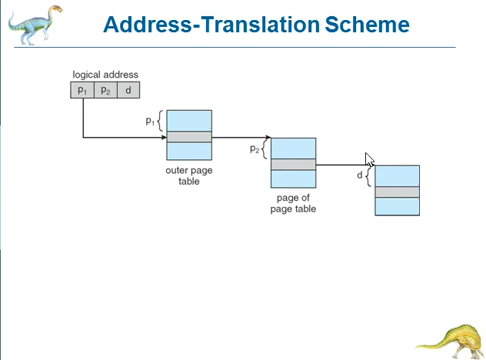 Address-Translation Scheme
logical address
p1 p2 d
p1
outer page
table
p2
page of
page table
d